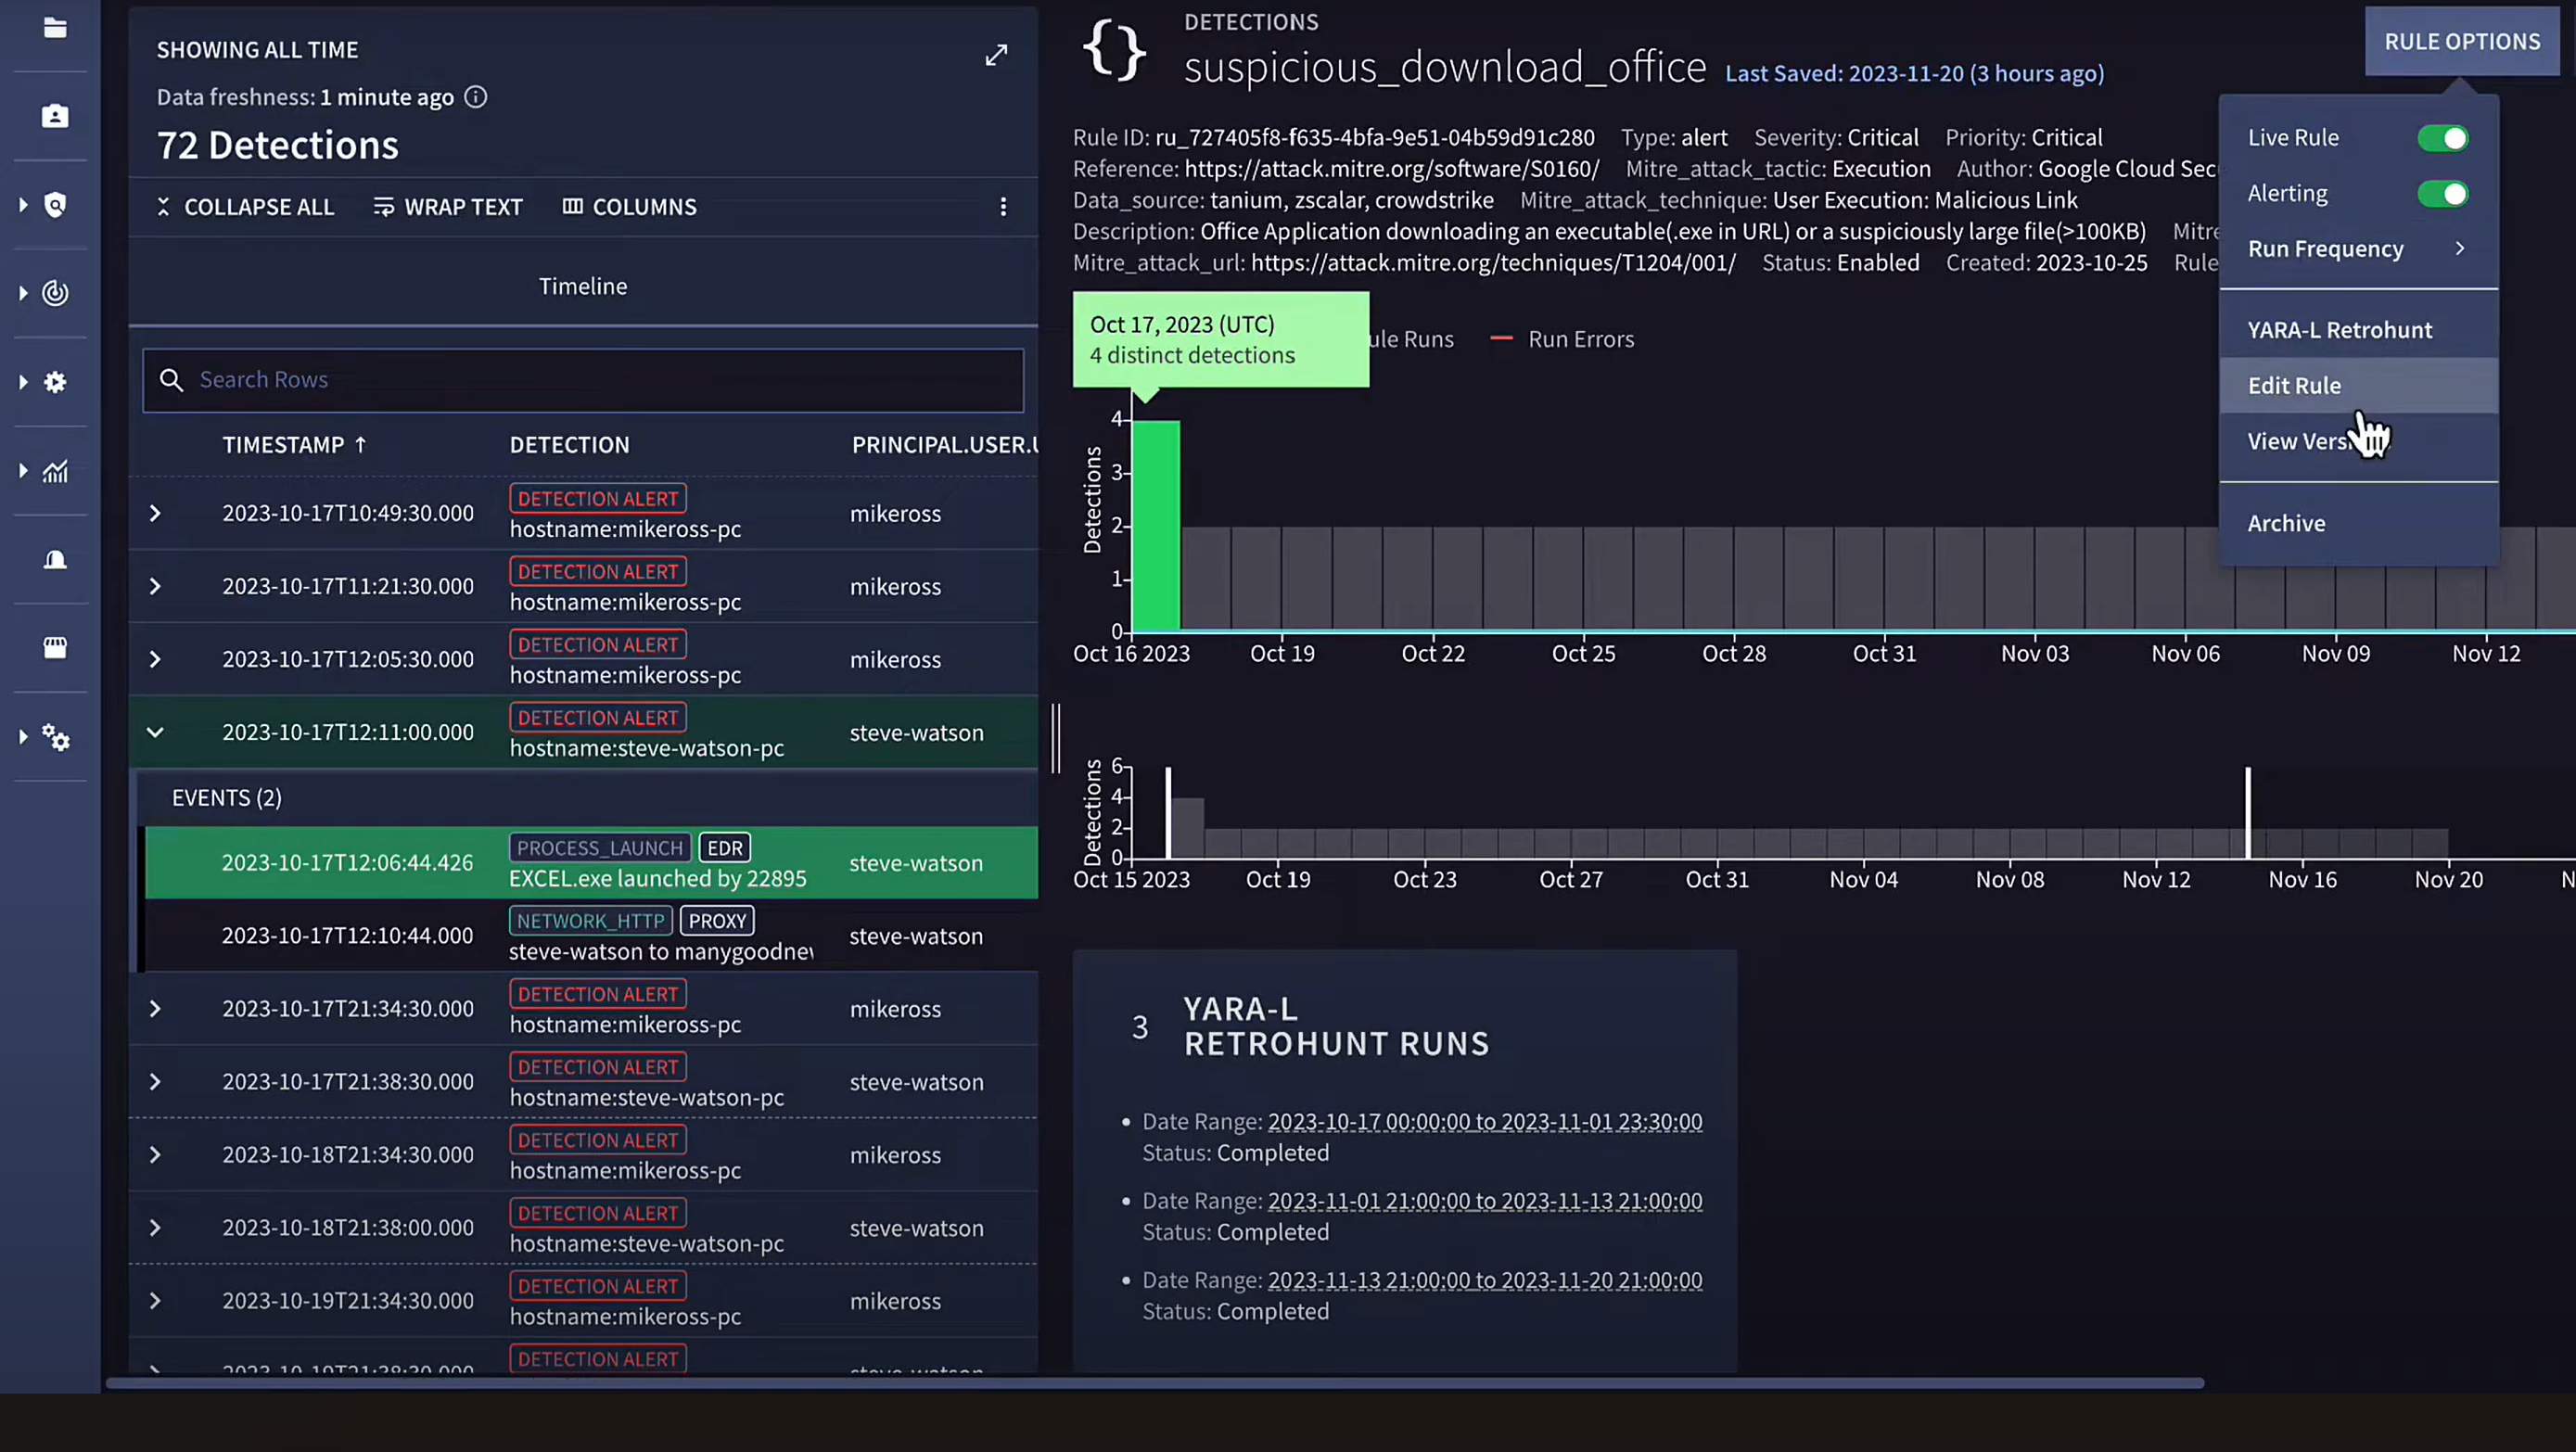 SHOWING ALL TIME
Data freshness: 1 minute ago
72 Detections
COLLAPSE ALL
WRAP TEXT
COLUMNS
Timeline
Search Rows
TIMESTAMP ↑ DETECTION PRINCIPAL.USER.U
2023-10-17T10:49:30.000 DETECTION ALERT hostname:mikeross-pc mikeross
2023-10-17T11:21:30.000 DETECTION ALERT hostname:mikeross-pc mikeross
2023-10-17T12:05:30.000 DETECTION ALERT hostname:mikeross-pc mikeross
2023-10-17T12:11:00.000 DETECTION ALERT hostname:steve-watson-pc steve-watson
EVENTS (2)
2023-10-17T12:06:44.426 PROCESS_LAUNCH EDR EXCEL.exe launched by 22895 steve-watson
2023-10-17T12:10:44.000 NETWORK_HTTP PROXY steve-watson to manygoodnev steve-watson
2023-10-17T21:34:30.000 DETECTION ALERT hostname:mikeross-pc mikeross
2023-10-17T21:38:30.000 DETECTION ALERT hostname:steve-watson-pc steve-watson
2023-10-18T21:34:30.000 DETECTION ALERT hostname:mikeross-pc mikeross
2023-10-18T21:38:00.000 DETECTION ALERT hostname:steve-watson-pc steve-watson
2023-10-19T21:34:30.000 DETECTION ALERT hostname:mikeross-pc mikeross
DETECTION ALERT
{} DETECTIONS
suspicious_download_office Last Saved: 2023-11-20 (3 hours ago)
Rule ID: ru_727405f8-f635-4bfa-9e51-04b59d91c280 Type: alert Severity: Critical Priority: Critical
Reference: https://attack.mitre.org/software/S0160/ Mitre_attack_tactic: Execution Author: Google Cloud Sec
Data_source: tanium, zscalar, crowdstrike Mitre_attack_technique: User Execution: Malicious Link
Description: Office Application downloading an executable(.exe in URL) or a suspiciously large file(>100KB) Mitre
Mitre_attack_url: https://attack.mitre.org/techniques/T1204/001/ Status: Enabled Created: 2023-10-25 Rule
RULE OPTIONS
Live Rule
Alerting
Run Frequency
YARA-L Retrohunt
Edit Rule
View Vers
Archive
Oct 17, 2023 (UTC)
4 distinct detections
ule Runs Run Errors
Detections
4
3
2
1
0
Oct 16 2023 Oct 19 Oct 22 Oct 25 Oct 28 Oct 31 Nov 03 Nov 06 Nov 09 Nov 12
Detections
6
4
2
0
Oct 15 2023 Oct 19 Oct 23 Oct 27 Oct 31 Nov 04 Nov 08 Nov 12 Nov 16 Nov 20 N
3 YARA-L
RETROHUNT RUNS
• Date Range: 2023-10-17 00:00:00 to 2023-11-01 23:30:00
Status: Completed
• Date Range: 2023-11-01 21:00:00 to 2023-11-13 21:00:00
Status: Completed
• Date Range: 2023-11-13 21:00:00 to 2023-11-20 21:00:00
Status: Completed